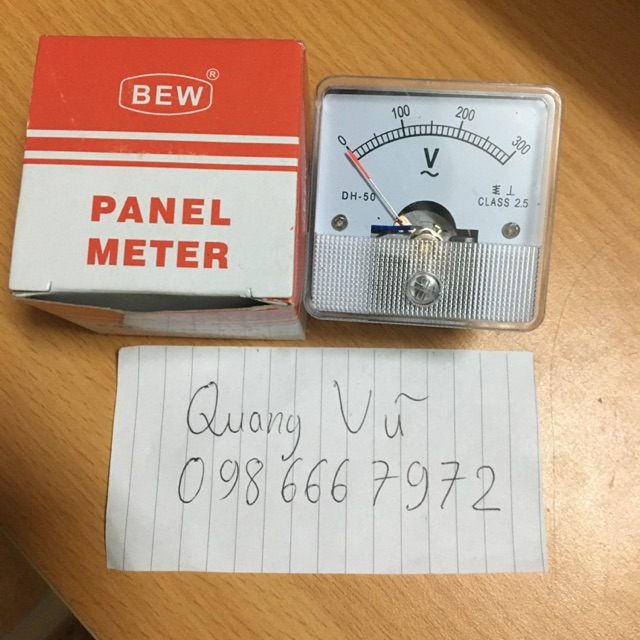 BEW®
PANEL
METER
0 100 200 300
V
~
DH-50
CLASS 2.5
Quang Vũ
098 666 7972